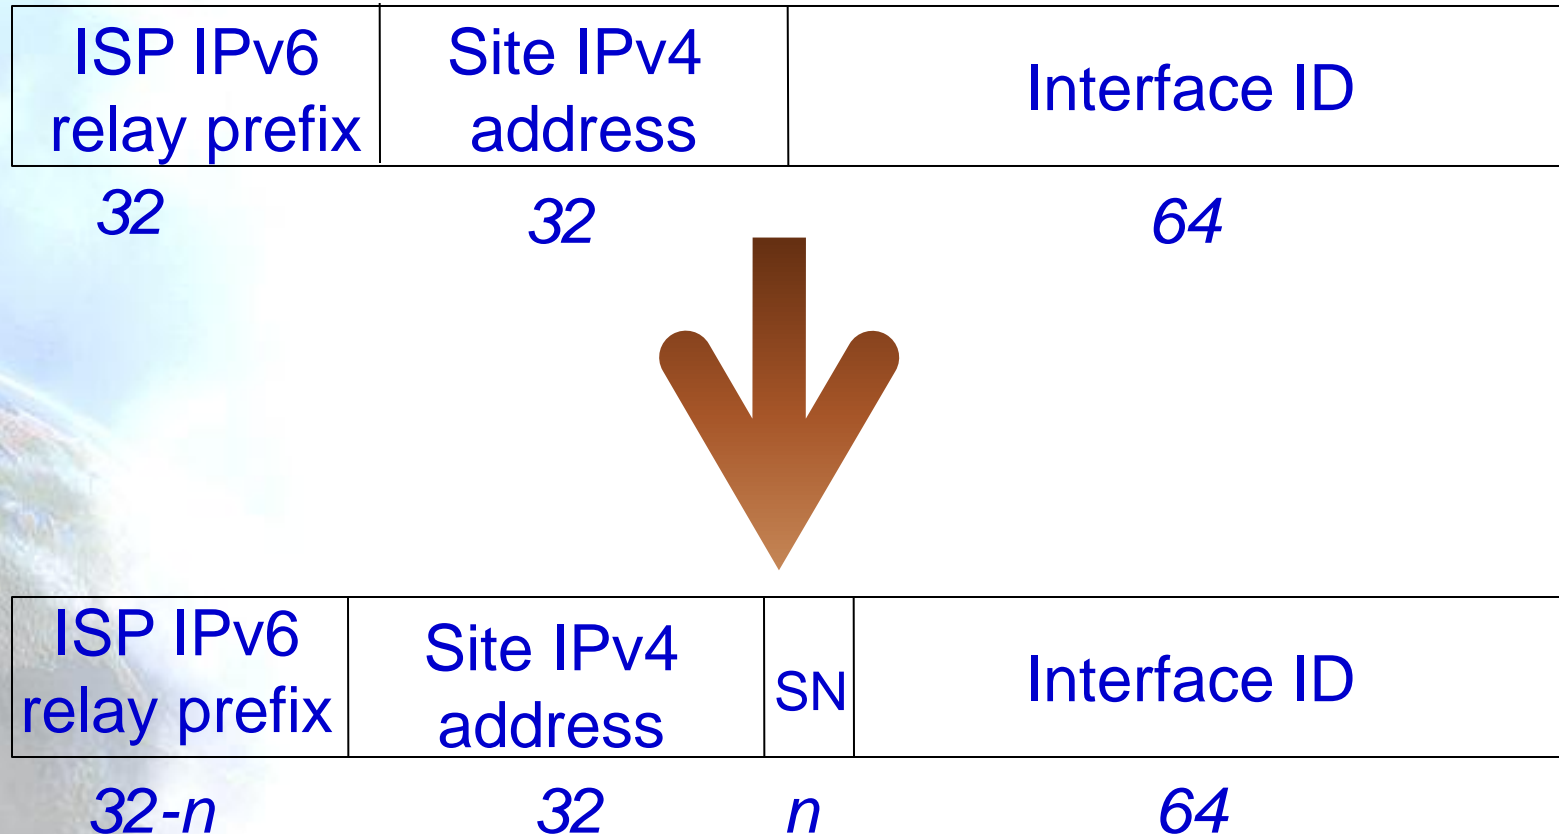 ISP IPv6
relay prefix
Site IPv4
address
Interface ID
32
32
64
ISP IPv6
relay prefix
Site IPv4
address
SN
Interface ID
32-n
32
n
64